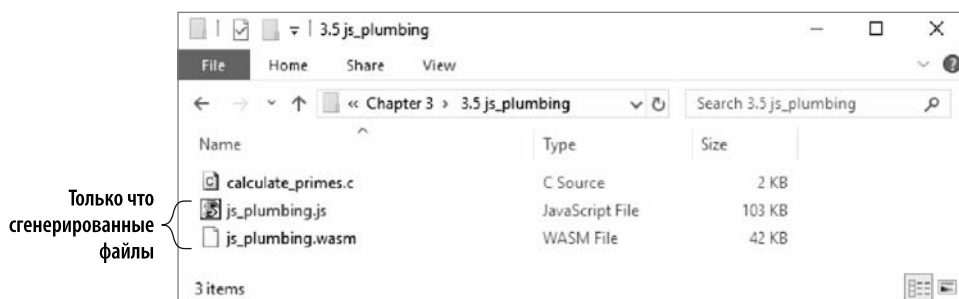 3.5 js_plumbing
File Home Share View
« Chapter 3 › 3.5 js_plumbing Search 3.5 js_plumbing
Name Type Size
calculate_primes.c C Source 2 KB
Только что
сгенерированные
файлы
js_plumbing.js JavaScript File 103 KB
js_plumbing.wasm WASM File 42 KB
3 items